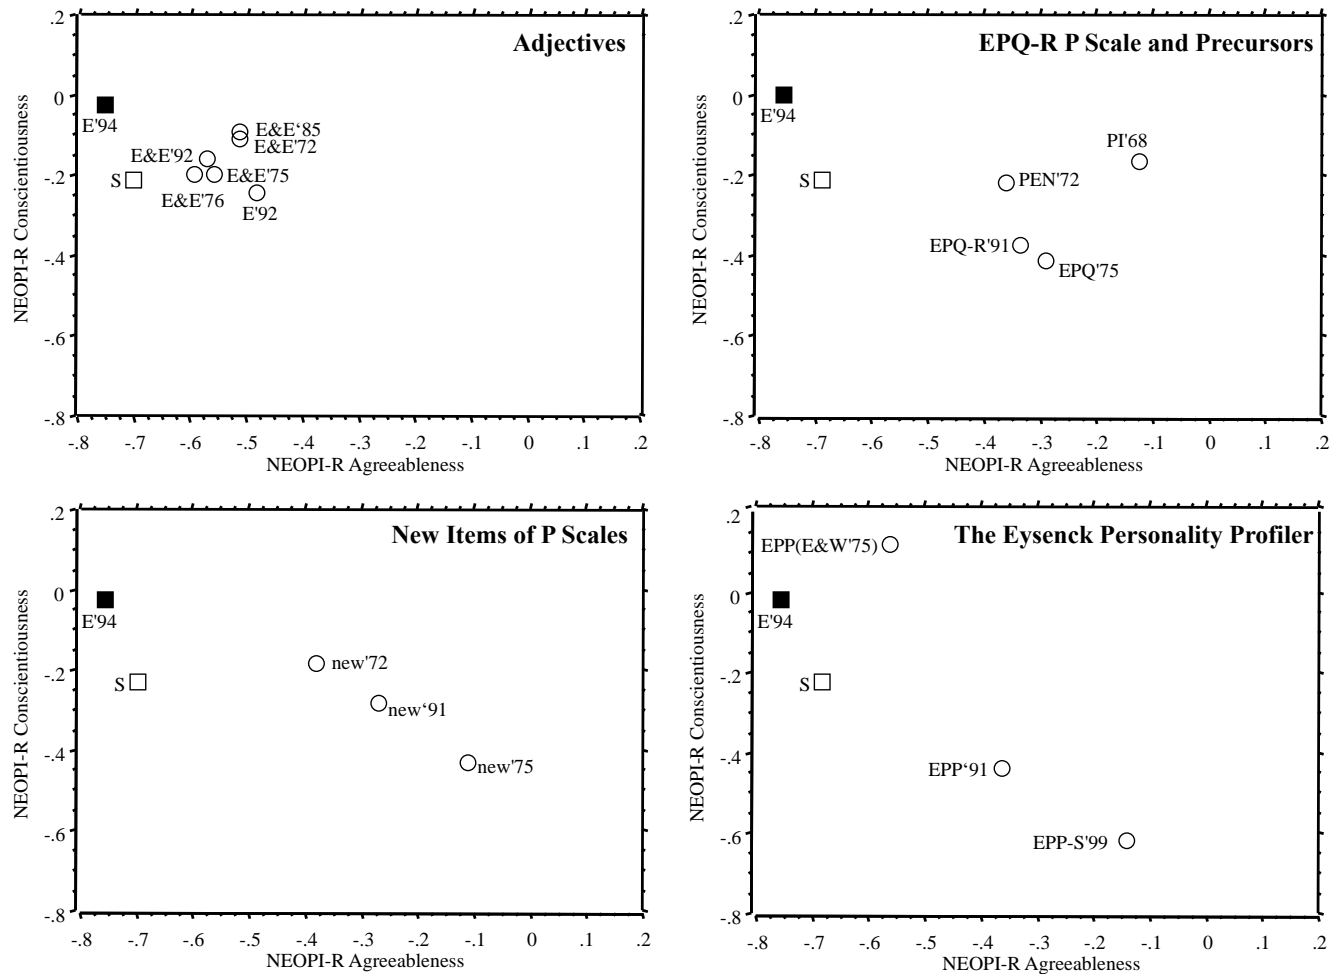 Adjectives
.2
0
-.2
-.4
-.6
-.8
NEOPI-R Conscientiousness
E'94
E&E‘85
E&E'72
E&E'92
S
E&E'75
E&E'76
E'92
-.8 -.7 -.6 -.5 -.4 -.3 -.2 -.1 0 .1 .2
NEOPI-R Agreeableness
EPQ-R P Scale and Precursors
.2
0
-.2
-.4
-.6
-.8
NEOPI-R Conscientiousness
E'94
PI'68
S
PEN'72
EPQ-R'91
EPQ'75
-.8 -.7 -.6 -.5 -.4 -.3 -.2 -.1 0 .1 .2
NEOPI-R Agreeableness
New Items of P Scales
.2
0
-.2
-.4
-.6
-.8
NEOPI-R Conscientiousness
E'94
new'72
S
new‘91
new'75
-.8 -.7 -.6 -.5 -.4 -.3 -.2 -.1 0 .1 .2
NEOPI-R Agreeableness
The Eysenck Personality Profiler
.2
0
-.2
-.4
-.6
-.8
NEOPI-R Conscientiousness
EPP(E&W'75)
E'94
S
EPP‘91
EPP-S'99
-.8 -.7 -.6 -.5 -.4 -.3 -.2 -.1 0 .1 .2
NEOPI-R Agreeableness